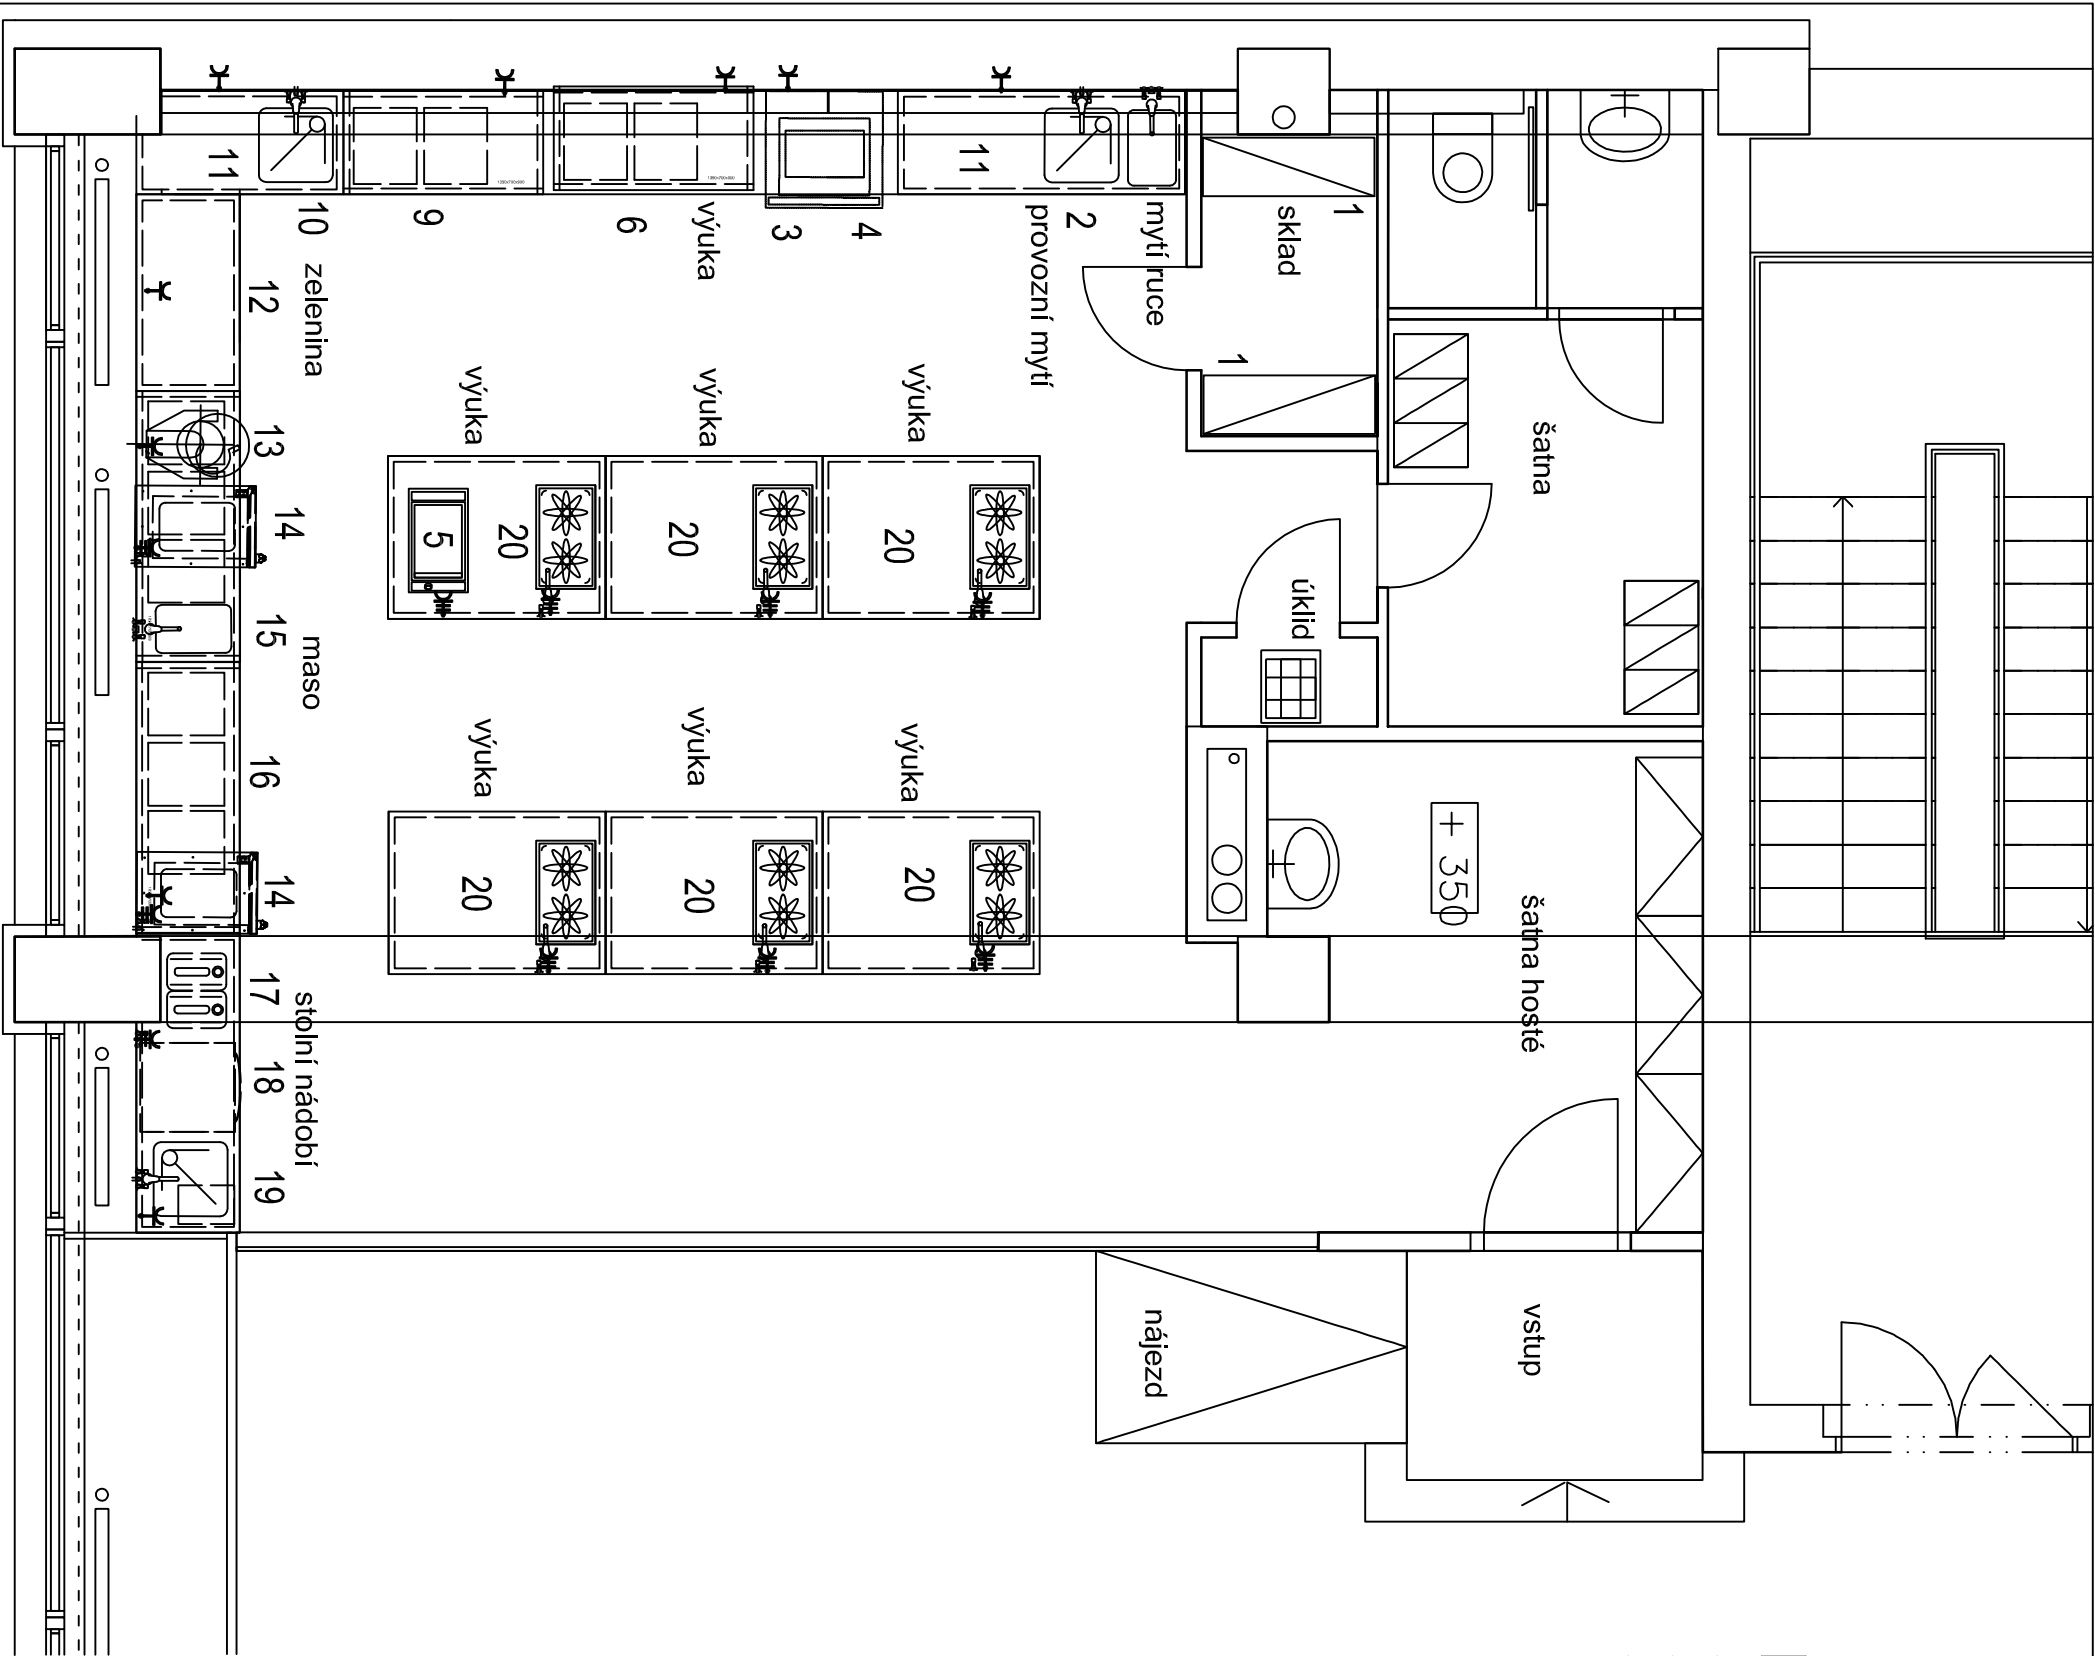 šatna
šatna hosté
vstup
+ 350
1
sklad
úklid
1
mytí ruce
nájezd
2
provozní mytí
11
výuka
výuka
20
20
4
3
výuka
výuka
výuka
20
20
6
výuka
výuka
20
20
5
9
10
zelenina
maso
stolní nádobí
12
13
14
15
16
14
17
18
19
11